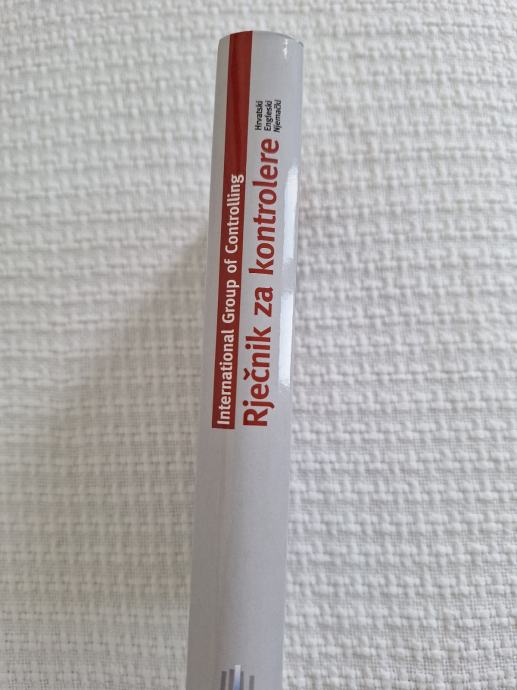 International Group of Controlling
Rječnik za kontrolere
Hrvatski
Engleski
Njemački